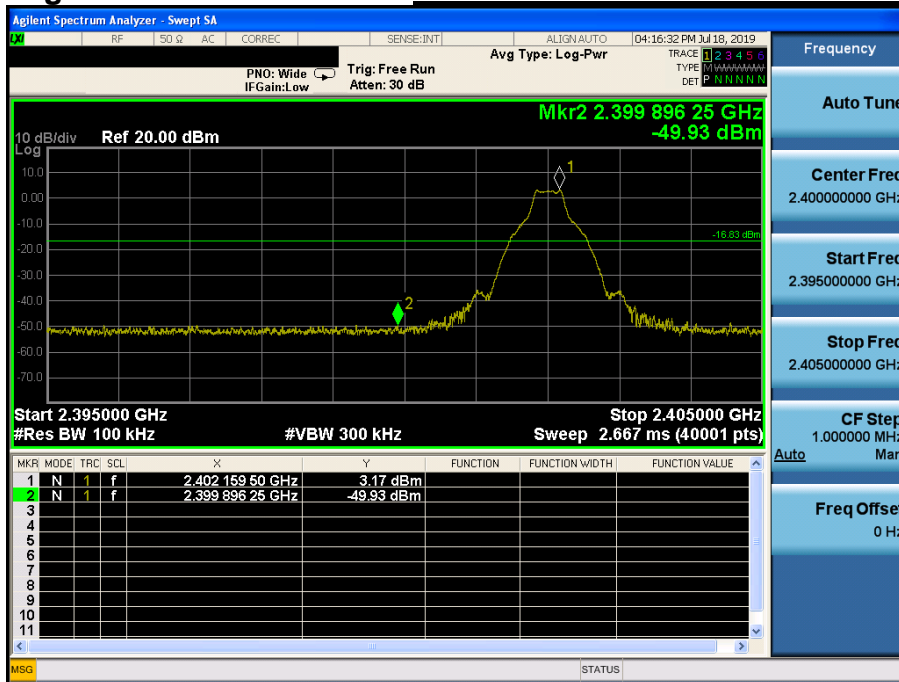 Agilent Spectrum Analyzer - Swept SA
LXI RF 50 Ω AC CORREC SENSE:INT ALIGN AUTO 04:16:32 PM Jul 18, 2019
Avg Type: Log-Pwr
TRACE 1 2 3 4 5 6
TYPE M
DET P N N N N N
PNO: Wide Trig: Free Run
IFGain:Low Atten: 30 dB
Mkr2 2.399 896 25 GHz
-49.93 dBm
10 dB/div Ref 20.00 dBm
Log
10.0
0.00
-10.0
-20.0
-30.0
-40.0
-50.0
-60.0
-70.0
1
2
-16.83 dBm
Start 2.395000 GHz Stop 2.405000 GHz
#Res BW 100 kHz #VBW 300 kHz Sweep 2.667 ms (40001 pts)
MKR MODE TRC SCL X Y FUNCTION FUNCTION WIDTH FUNCTION VALUE
1 N 1 f 2.402 159 50 GHz 3.17 dBm
2 N 1 f 2.399 896 25 GHz -49.93 dBm
3
4
5
6
7
8
9
10
11
MSG STATUS
Frequency
Auto Tune
Center Freq
2.400000000 GHz
Start Freq
2.395000000 GHz
Stop Freq
2.405000000 GHz
CF Step
1.000000 MHz
Auto Man
Freq Offset
0 Hz